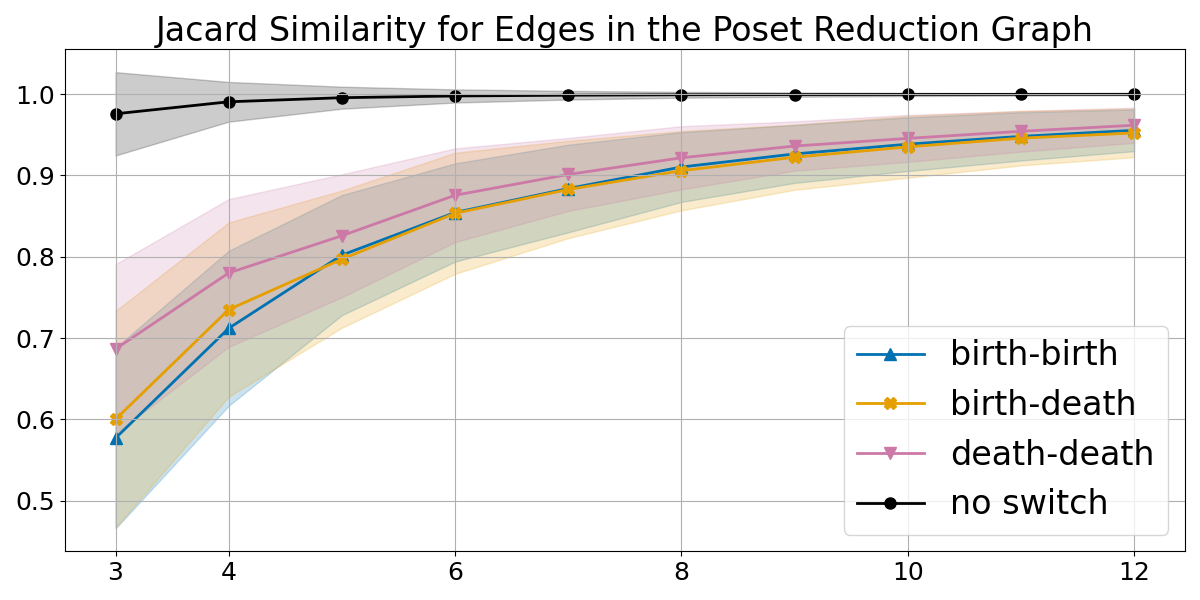 Jacard Similarity for Edges in the Poset Reduction Graph
1.0
0.9
0.8
0.7
0.6
0.5
birth-birth
birth-death
death-death
no switch
3 4 6 8 10 12